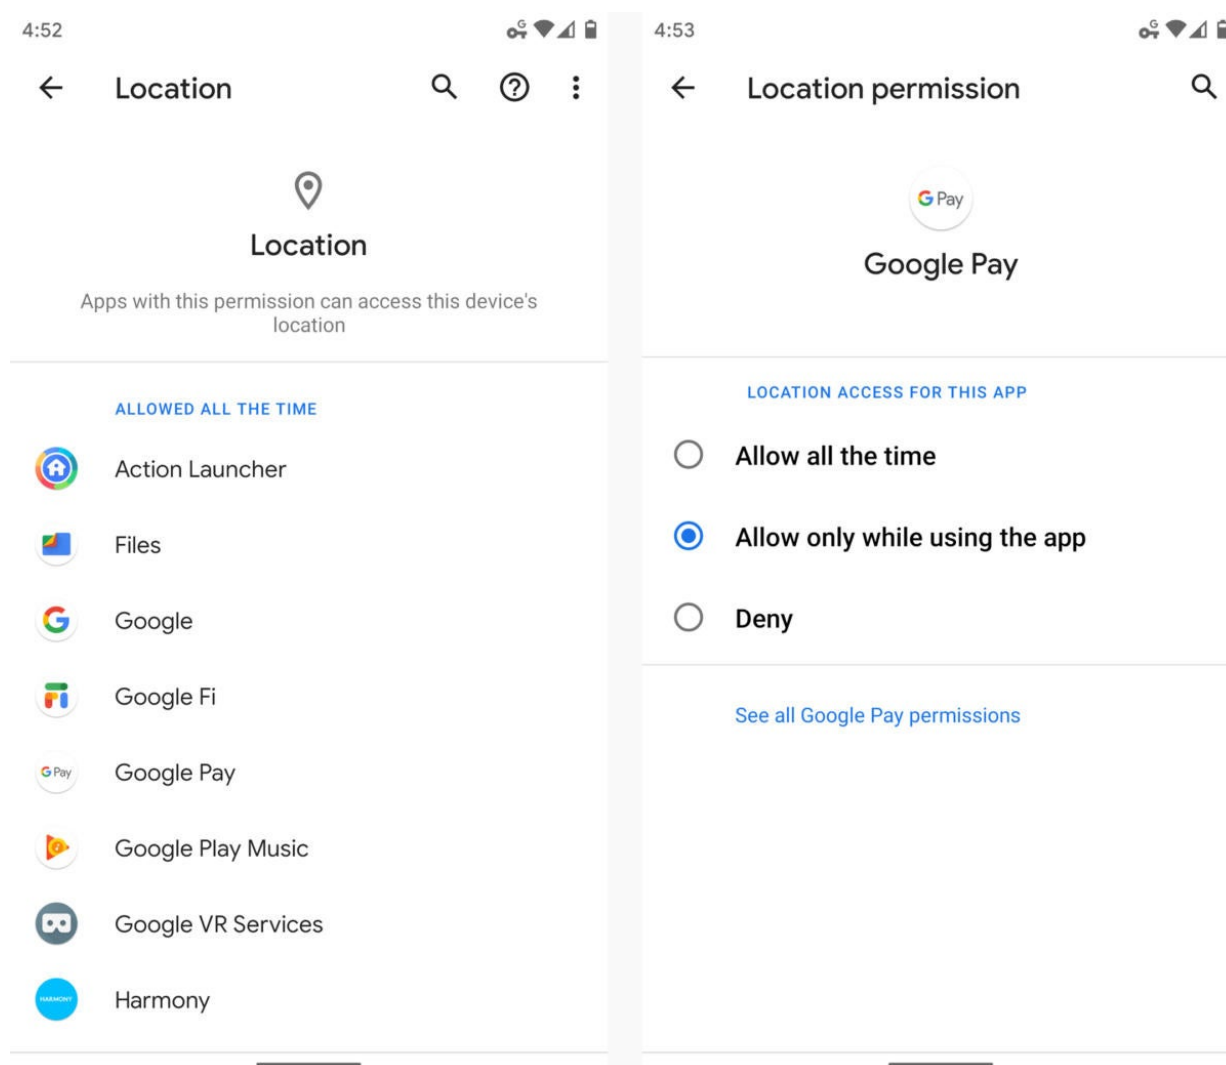 4:52
Location
Location
Apps with this permission can access this device's
location
ALLOWED ALL THE TIME
Action Launcher
Files
G
Google
Google Fi
G Pay
Google Pay
Google Play Music
Google VR Services
HARMONY
Harmony
4:53
Location permission
G Pay
Google Pay
LOCATION ACCESS FOR THIS APP
Allow all the time
Allow only while using the app
Deny
See all Google Pay permissions